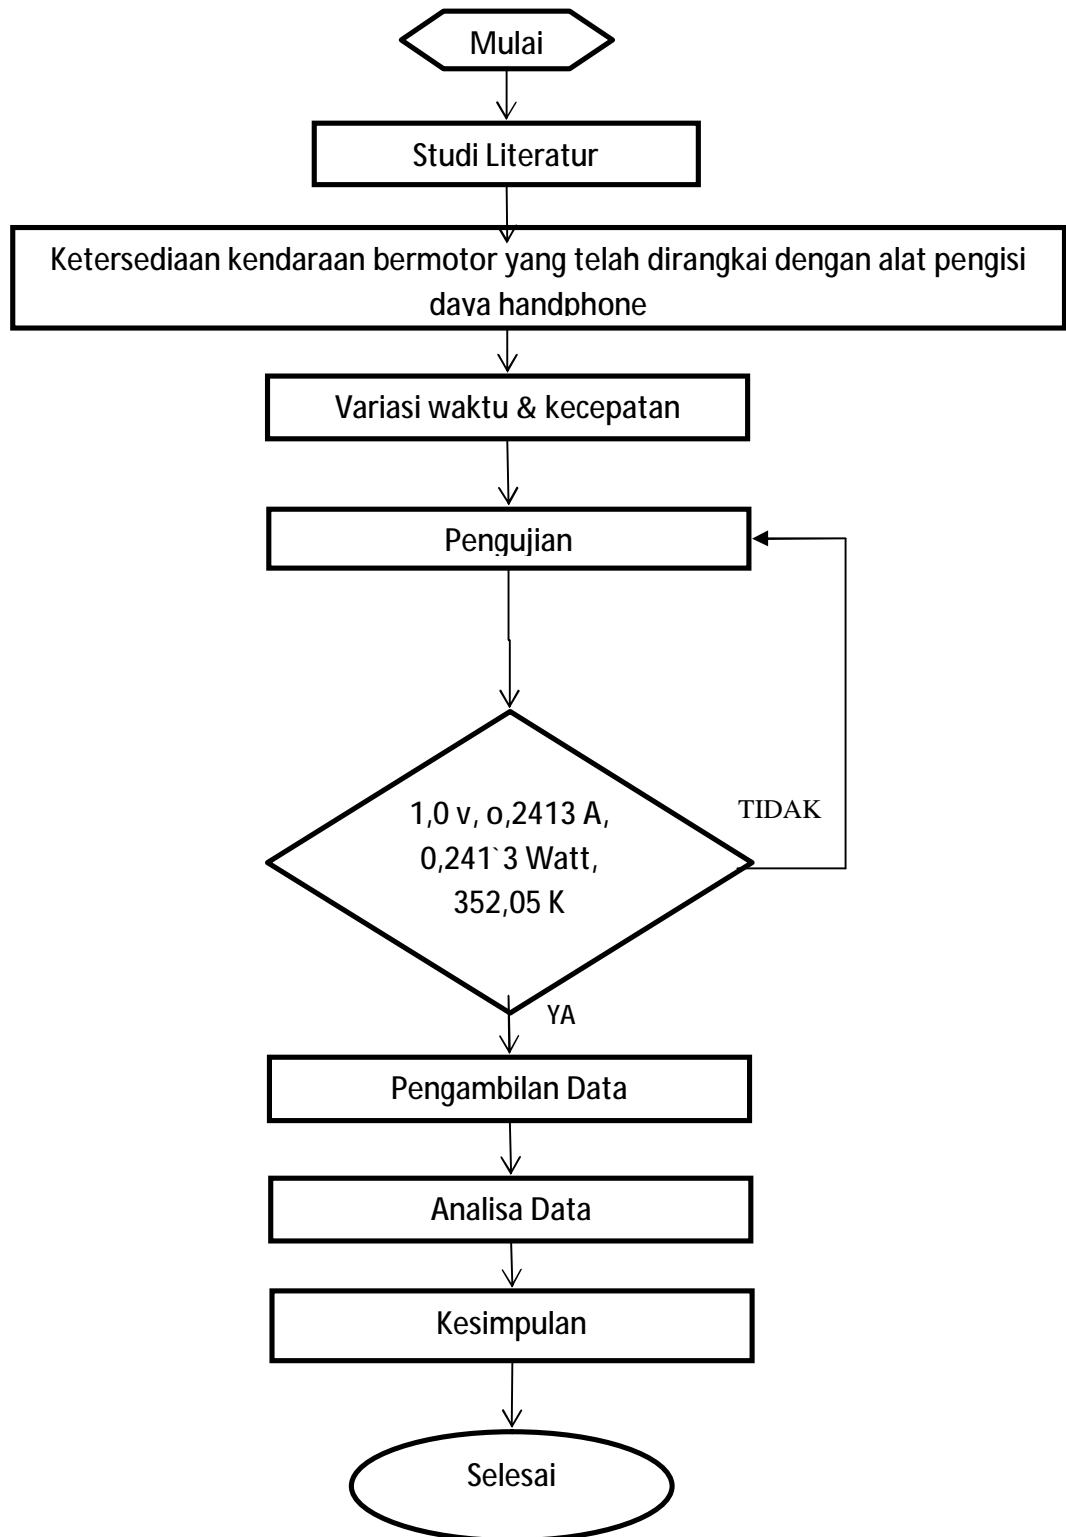 Mulai
Studi Literatur
Ketersediaan kendaraan bermotor yang telah dirangkai dengan alat pengisi
daya handphone
Variasi waktu & kecepatan
Pengujian
1,0 v, o,2413 A,
0,241`3 Watt,
352,05 K
TIDAK
YA
Pengambilan Data
Analisa Data
Kesimpulan
Selesai